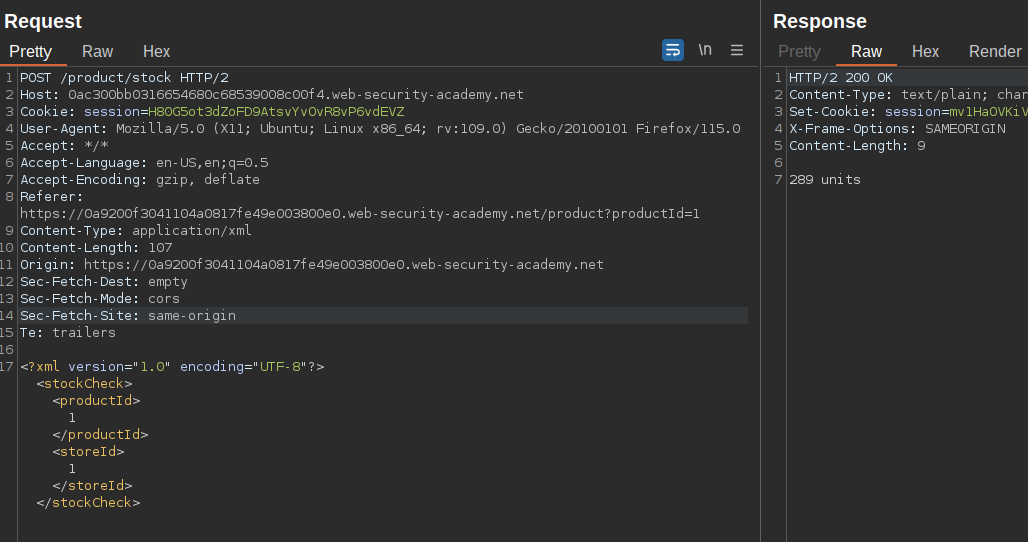 Request
Pretty Raw Hex
\n
1 POST /product/stock HTTP/2
2 Host: 0ac300bb0316654680c68539008c00f4.web-security-academy.net
3 Cookie: session=H80G5ot3dZoFD9AtsvYvOvR8vP6vdEVZ
4 User-Agent: Mozilla/5.0 (X11; Ubuntu; Linux x86_64; rv:109.0) Gecko/20100101 Firefox/115.0
5 Accept: */*
6 Accept-Language: en-US,en;q=0.5
7 Accept-Encoding: gzip, deflate
8 Referer:
https://0a9200f3041104a0817fe49e003800e0.web-security-academy.net/product?productId=1
9 Content-Type: application/xml
10 Content-Length: 107
11 Origin: https://0a9200f3041104a0817fe49e003800e0.web-security-academy.net
12 Sec-Fetch-Dest: empty
13 Sec-Fetch-Mode: cors
14 Sec-Fetch-Site: same-origin
15 Te: trailers
16
17 <?xml version="1.0" encoding="UTF-8"?>
<stockCheck>
<productId>
1
</productId>
<storeId>
1
</storeId>
</stockCheck>
Response
Pretty Raw Hex Render
1 HTTP/2 200 OK
2 Content-Type: text/plain; char
3 Set-Cookie: session=mv1HaOVKiV
4 X-Frame-Options: SAMEORIGIN
5 Content-Length: 9
6
7 289 units